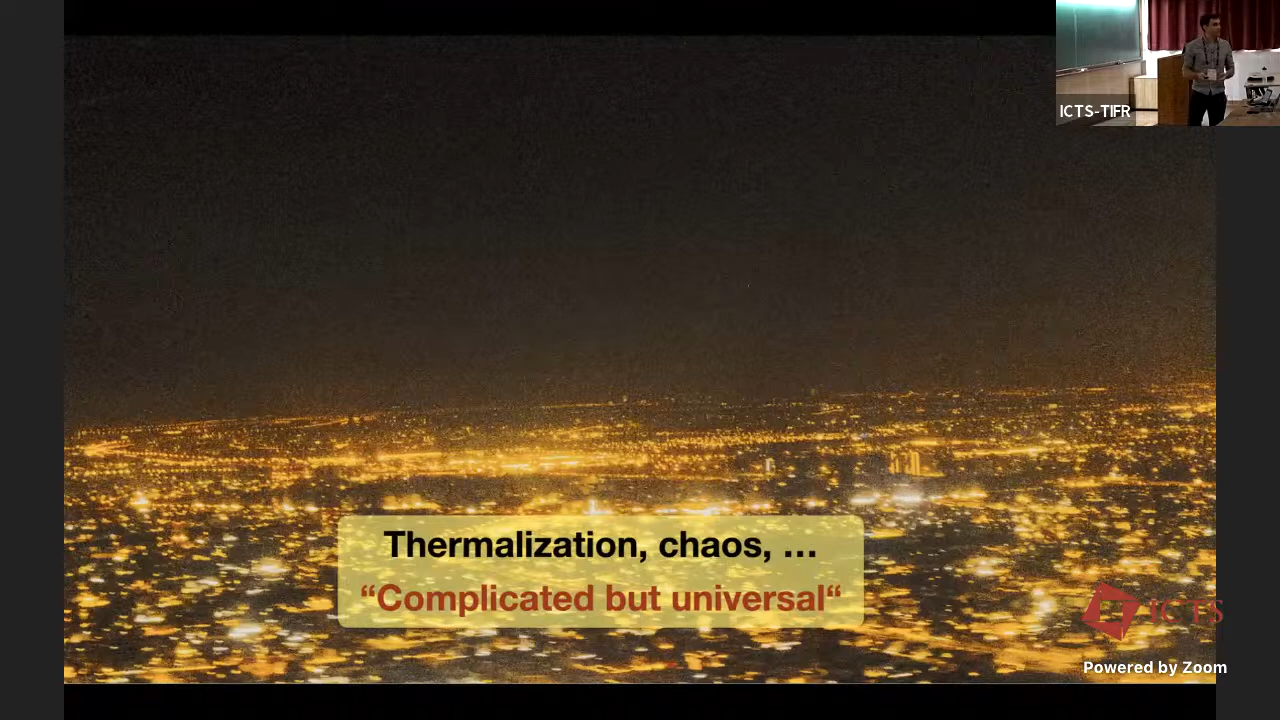 ICTS-TIFR
Thermalization, chaos, ...
“Complicated but universal“
ICTS
Powered by Zoom